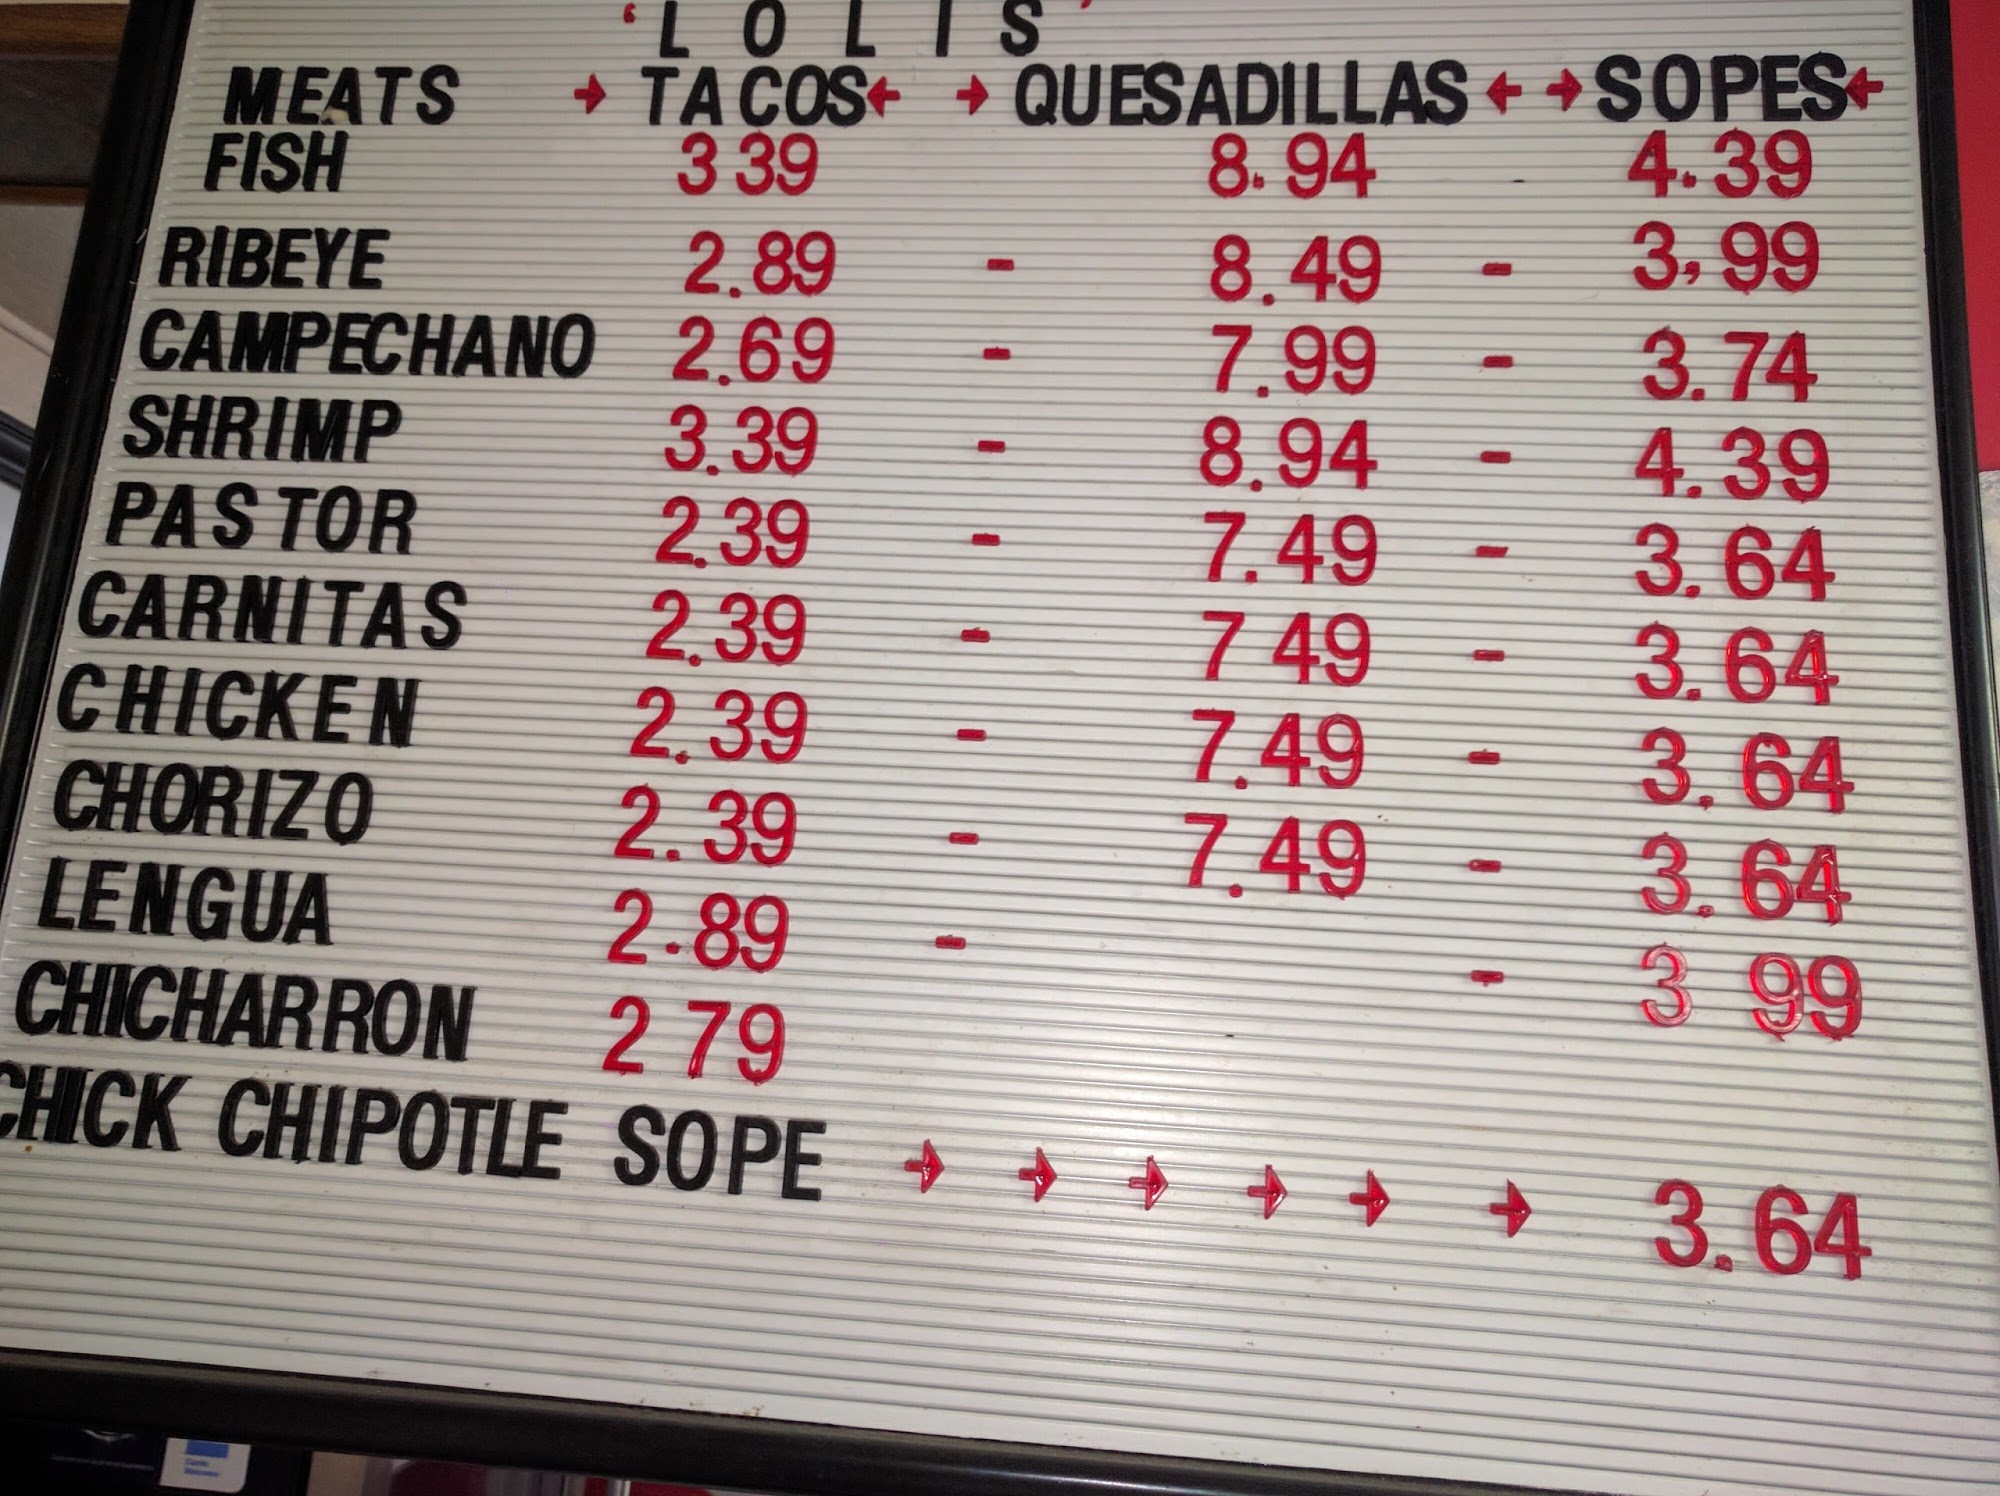 ‘LOLIS’
MEATS → TACOS ← → QUESADILLAS ← → SOPES ←
FISH 3 39 8.94 4.39
RIBEYE 2.89 - 8.49 - 3,99
CAMPECHANO 2.69 - 7.99 - 3.74
SHRIMP 3.39 - 8.94 - 4.39
PASTOR 2.39 - 7.49 - 3.64
CARNITAS 2.39 - 7 49 - 3.64
CHICKEN 2.39 - 7.49 - 3.64
CHORIZO 2.39 - 7.49 - 3.64
LENGUA 2.89 - - 3 99
CHICHARRON 2 79
CHICK CHIPOTLE SOPE → → → → → → 3.64